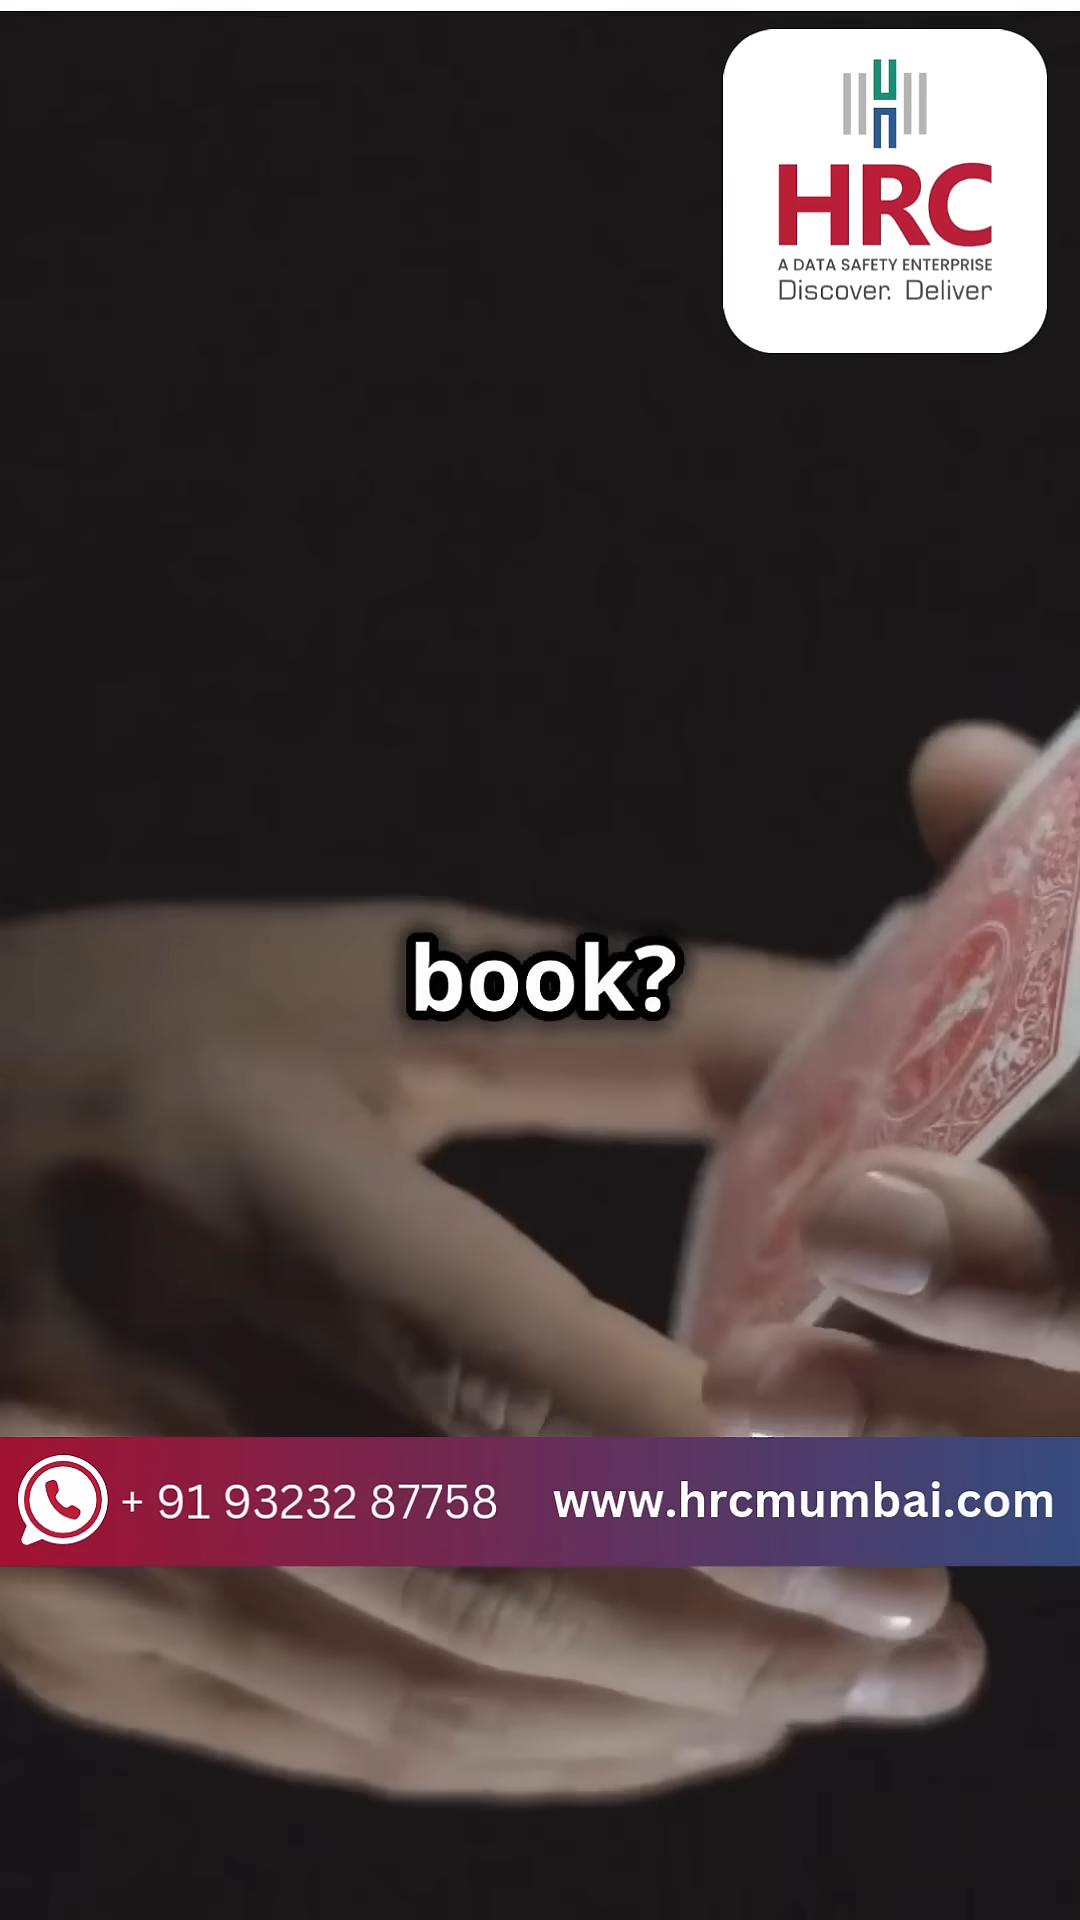 HRC
A DATA SAFETY ENTERPRISE
Discover. Deliver
book?
+ 91 93232 87758
www.hrcmumbai.com